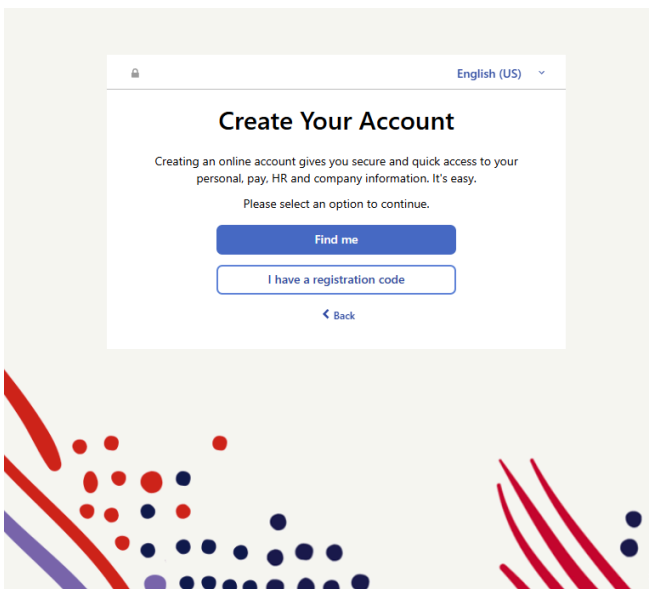 English (US)
Create Your Account
Creating an online account gives you secure and quick access to your
personal, pay, HR and company information. It's easy.
Please select an option to continue.
Find me
I have a registration code
Back